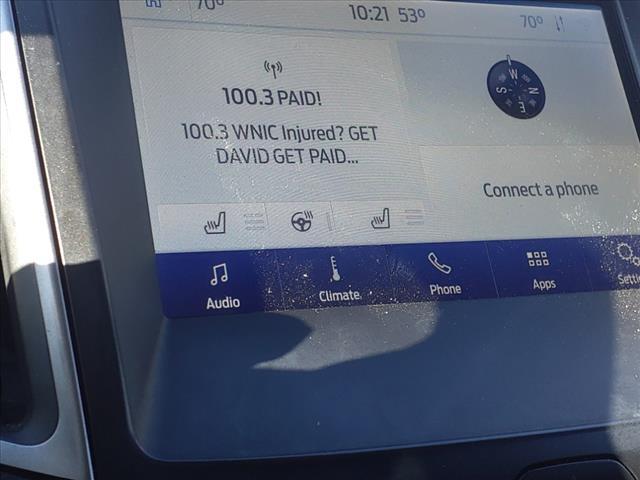 70° 10:21 53° 70°
100.3 PAID!
100.3 WNIC Injured? GET
DAVID GET PAID...
W
S N
E
Connect a phone
Audio Climate Phone Apps